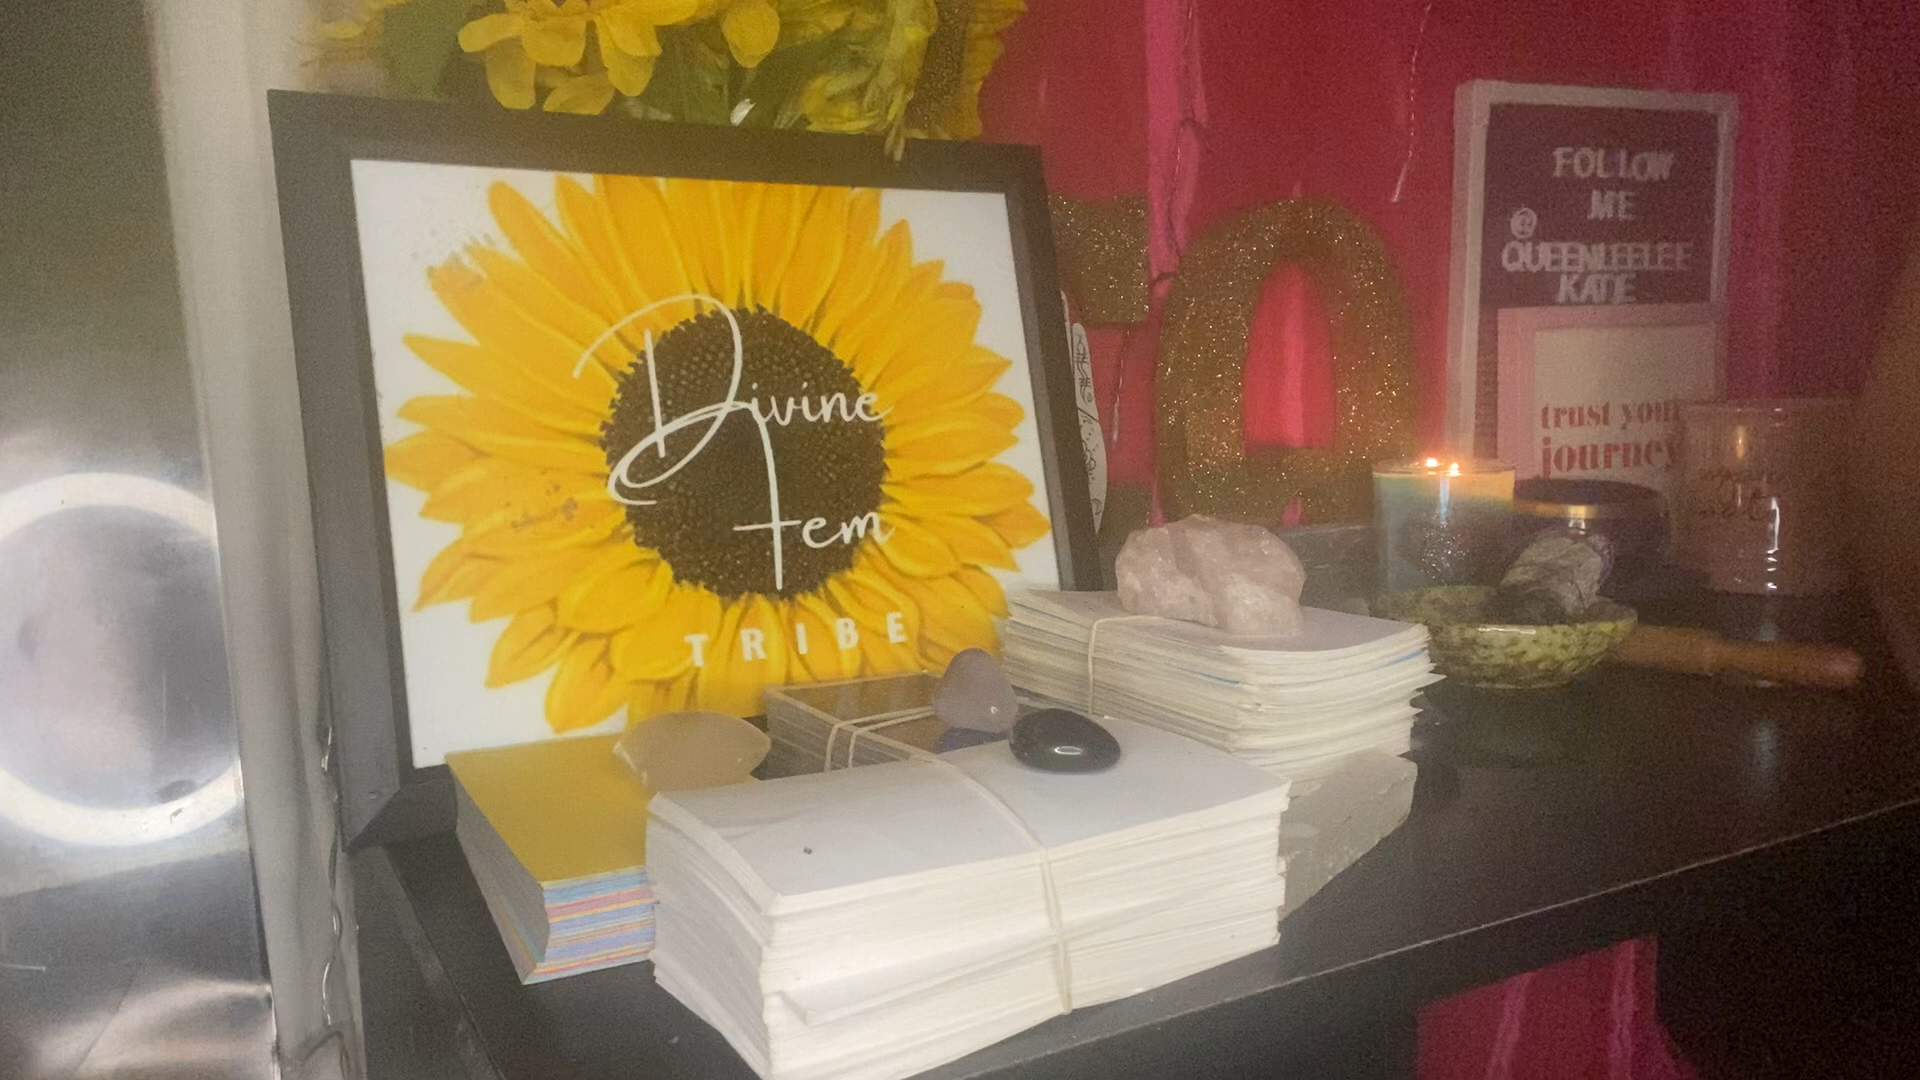 Divine
Fem
TRIBE
FOLLOW
ME
@
QUEENLEELEE
KATE
trust your
journey